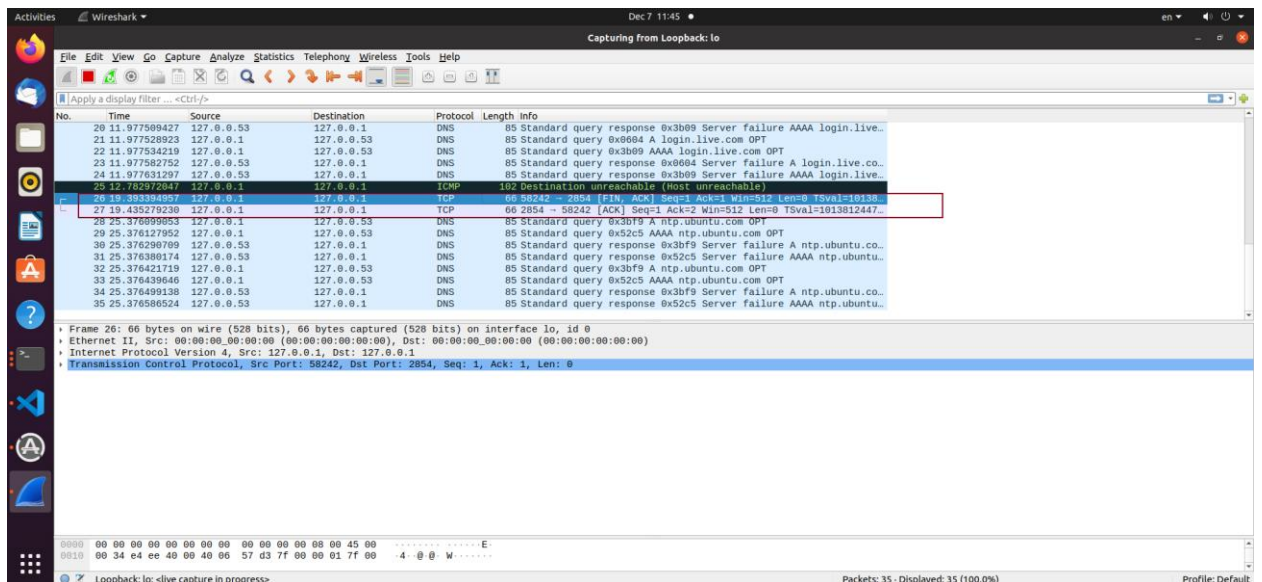 Activities Wireshark Dec 7 11:45 en
Capturing from Loopback: lo
File Edit View Go Capture Analyze Statistics Telephony Wireless Tools Help
Apply a display filter ... <Ctrl-/>
No. Time Source Destination Protocol Length Info
20 11.977509427 127.0.0.53 127.0.0.1 DNS 85 Standard query response 0x3b09 Server failure AAAA login.live…
21 11.977528923 127.0.0.1 127.0.0.53 DNS 85 Standard query 0x0604 A login.live.com OPT
22 11.977534219 127.0.0.1 127.0.0.53 DNS 85 Standard query 0x3b09 AAAA login.live.com OPT
23 11.977582752 127.0.0.53 127.0.0.1 DNS 85 Standard query response 0x0604 Server failure A login.live.co…
24 11.977631297 127.0.0.53 127.0.0.1 DNS 85 Standard query response 0x3b09 Server failure AAAA login.live…
25 12.782972047 127.0.0.1 127.0.0.1 ICMP 102 Destination unreachable (Host unreachable)
26 19.393394957 127.0.0.1 127.0.0.1 TCP 66 58242 → 2854 [FIN, ACK] Seq=1 Ack=1 Win=512 Len=0 TSval=10138…
27 19.435279230 127.0.0.1 127.0.0.1 TCP 66 2854 → 58242 [ACK] Seq=1 Ack=2 Win=512 Len=0 TSval=1013812447…
28 25.376099053 127.0.0.1 127.0.0.53 DNS 85 Standard query 0x3bf9 A ntp.ubuntu.com OPT
29 25.376127952 127.0.0.1 127.0.0.53 DNS 85 Standard query 0x52c5 AAAA ntp.ubuntu.com OPT
30 25.376290709 127.0.0.53 127.0.0.1 DNS 85 Standard query response 0x3bf9 Server failure A ntp.ubuntu.co…
31 25.376380174 127.0.0.53 127.0.0.1 DNS 85 Standard query response 0x52c5 Server failure AAAA ntp.ubuntu…
32 25.376421719 127.0.0.1 127.0.0.53 DNS 85 Standard query 0x3bf9 A ntp.ubuntu.com OPT
33 25.376439646 127.0.0.1 127.0.0.53 DNS 85 Standard query 0x52c5 AAAA ntp.ubuntu.com OPT
34 25.376499138 127.0.0.53 127.0.0.1 DNS 85 Standard query response 0x3bf9 Server failure A ntp.ubuntu.co…
35 25.376586524 127.0.0.53 127.0.0.1 DNS 85 Standard query response 0x52c5 Server failure AAAA ntp.ubuntu…
Frame 26: 66 bytes on wire (528 bits), 66 bytes captured (528 bits) on interface lo, id 0
Ethernet II, Src: 00:00:00_00:00:00 (00:00:00:00:00:00), Dst: 00:00:00_00:00:00 (00:00:00:00:00:00)
Internet Protocol Version 4, Src: 127.0.0.1, Dst: 127.0.0.1
Transmission Control Protocol, Src Port: 58242, Dst Port: 2854, Seq: 1, Ack: 1, Len: 0
0000 00 00 00 00 00 00 00 00 00 00 00 00 08 00 45 00 ········ ······E·
0010 00 34 e4 ee 40 00 40 06 57 d3 7f 00 00 01 7f 00 ·4··@·@· W·······
Loopback: lo: <live capture in progress> Packets: 35 · Displayed: 35 (100.0%) Profile: Default